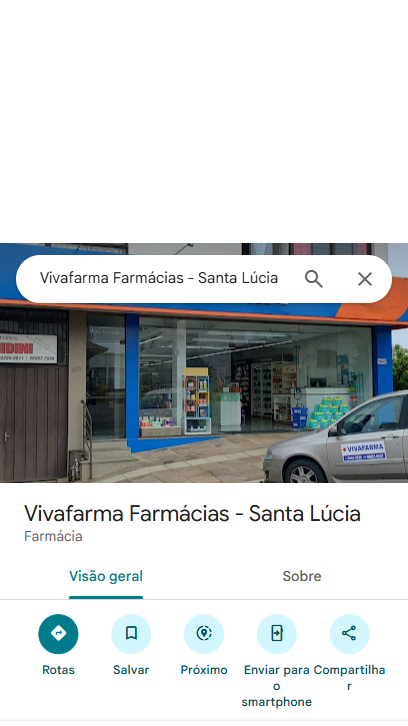 Vivafarma Farmácias - Santa Lúcia
IDINI
VIVAFARMA
Vivafarma Farmácias - Santa Lúcia
Farmácia
Visão geral
Sobre
Rotas
Salvar
Próximo
Enviar para o smartphone
Compartilhar